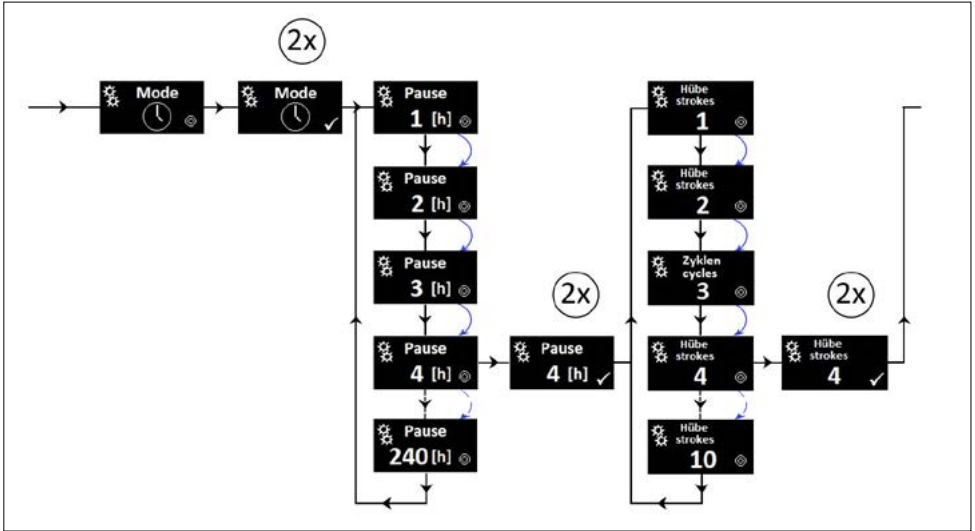 2x
Mode
Mode
Pause
1 [h]
Pause
2 [h]
Pause
3 [h]
Pause
4 [h]
Pause
240 [h]
2x
Pause
4 [h]
Hübe
strokes
1
Hübe
strokes
2
Zyklen
cycles
3
Hübe
strokes
4
Hübe
strokes
10
2x
Hübe
strokes
4